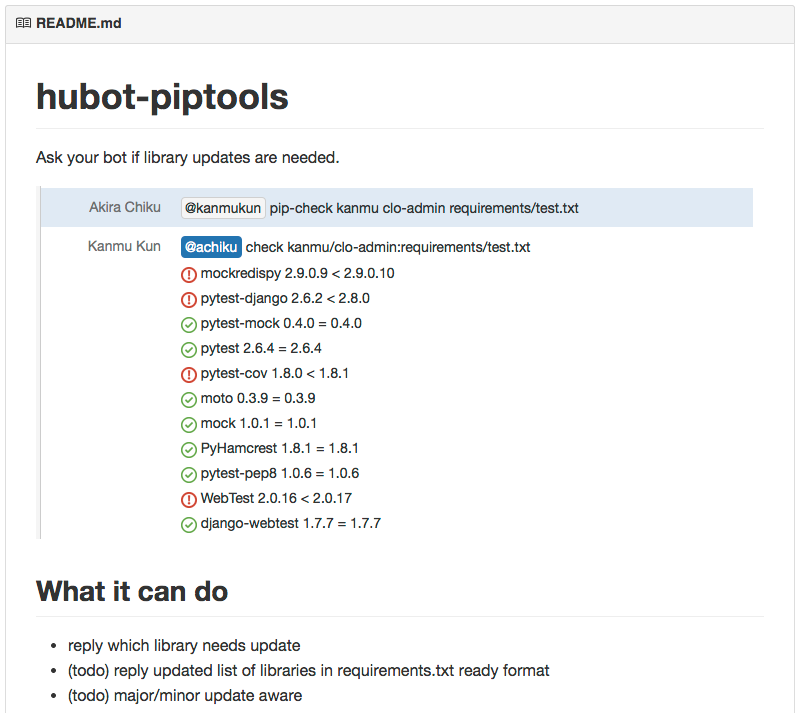 README.md
hubot-piptools
Ask your bot if library updates are needed.
Akira Chiku @kanmukun pip-check kanmu clo-admin requirements/test.txt
Kanmu Kun @achiku check kanmu/clo-admin:requirements/test.txt
mockredispy 2.9.0.9 < 2.9.0.10
pytest-django 2.6.2 < 2.8.0
pytest-mock 0.4.0 = 0.4.0
pytest 2.6.4 = 2.6.4
pytest-cov 1.8.0 < 1.8.1
moto 0.3.9 = 0.3.9
mock 1.0.1 = 1.0.1
PyHamcrest 1.8.1 = 1.8.1
pytest-pep8 1.0.6 = 1.0.6
WebTest 2.0.16 < 2.0.17
django-webtest 1.7.7 = 1.7.7
What it can do
• reply which library needs update
• (todo) reply updated list of libraries in requirements.txt ready format
• (todo) major/minor update aware